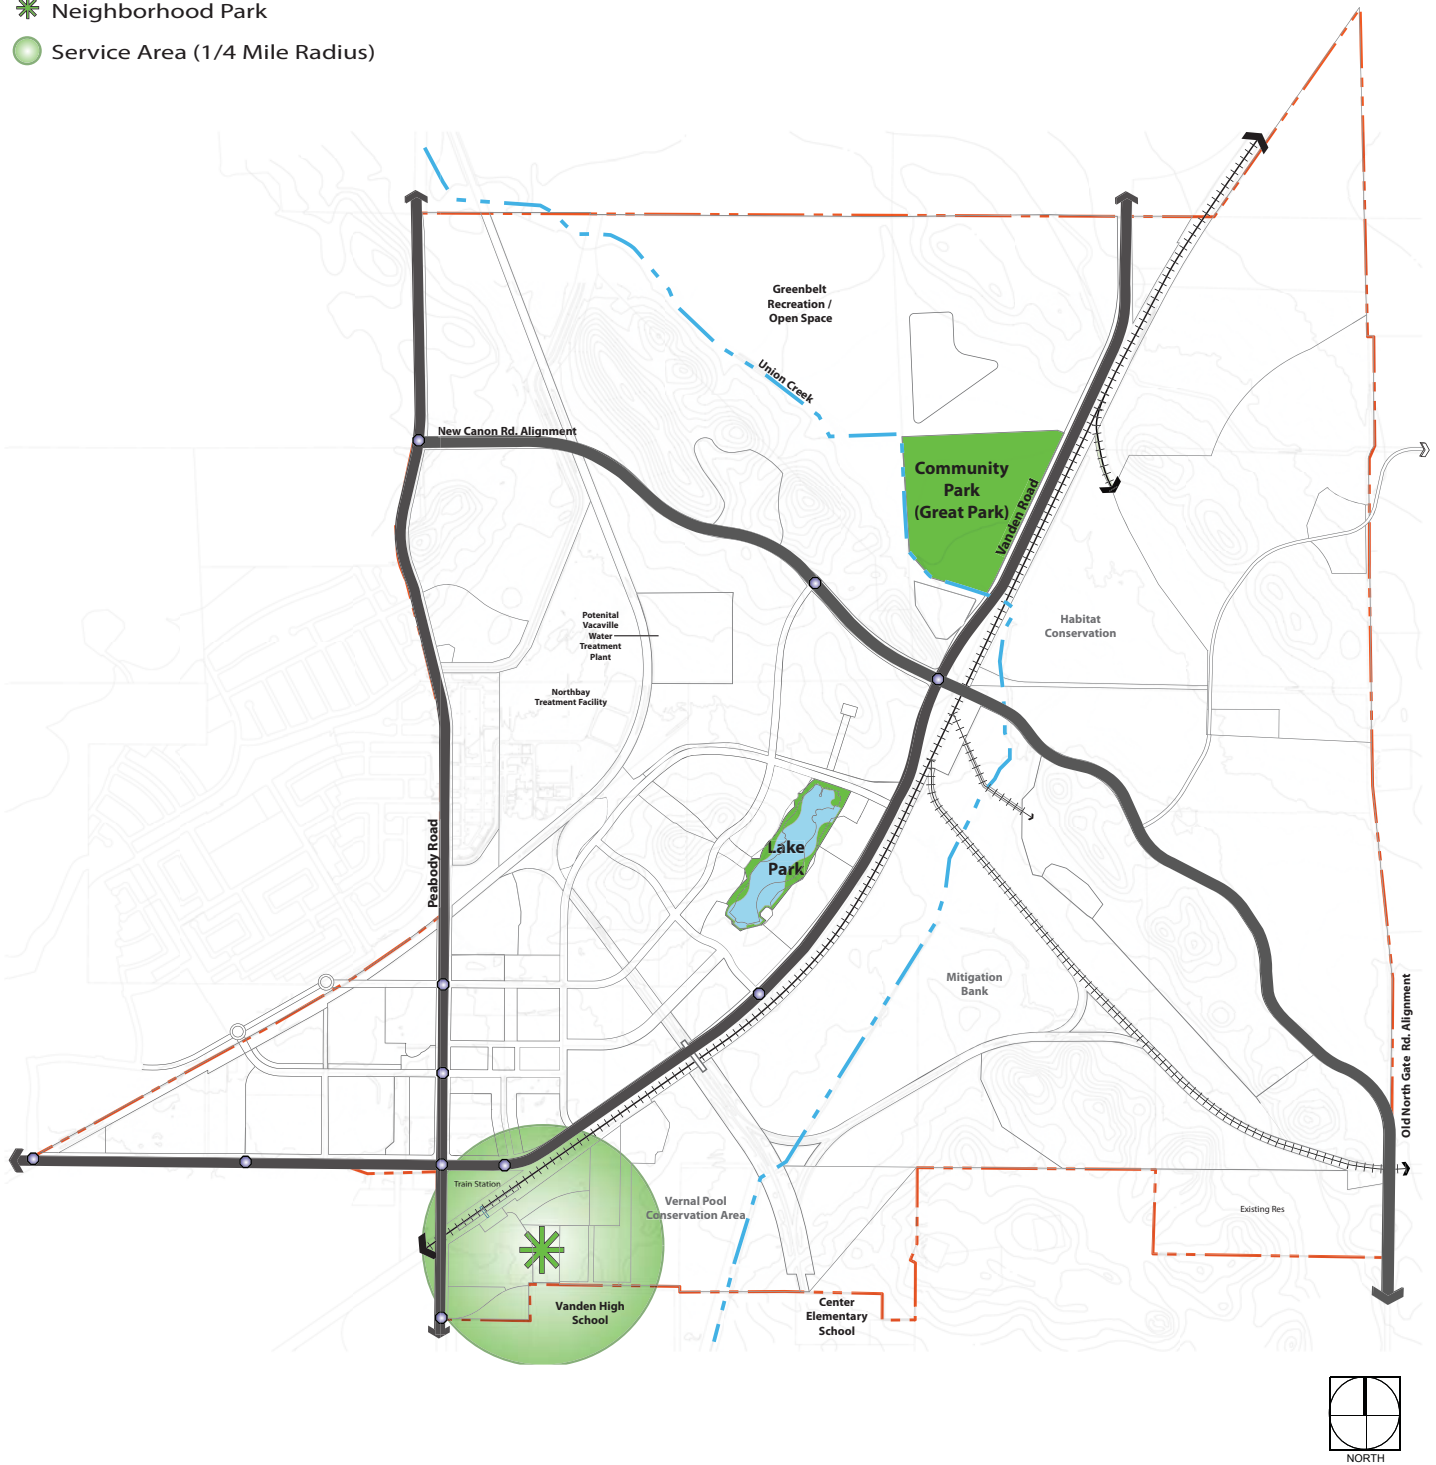 Neighborhood Park
Service Area (1/4 Mile Radius)
Greenbelt
Recreation /
Open Space
Union Creek
New Canon Rd. Alignment
Community
Park
(Great Park)
Vanden Road
Potenital
Vacaville
Water
Treatment
Plant
Habitat
Conservation
Northbay
Treatment Facility
Peabody Road
Lake
Park
Mitigation
Bank
Old North Gate Rd. Alignment
Train Station
Vernal Pool
Conservation Area
Existing Res
Vanden High
School
Center
Elementary
School
NORTH